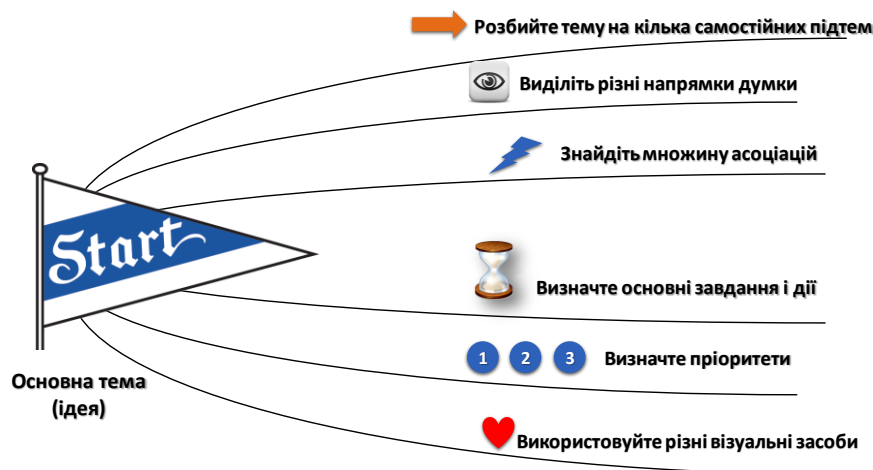 Розбийте тему на кілька самостійних підтем
Виділіть різні напрямки думки
Знайдіть множину асоціацій
Start
Визначте основні завдання і дії
1 2 3 Визначте пріоритети
Основна тема
(ідея)
Використовуйте різні візуальні засоби